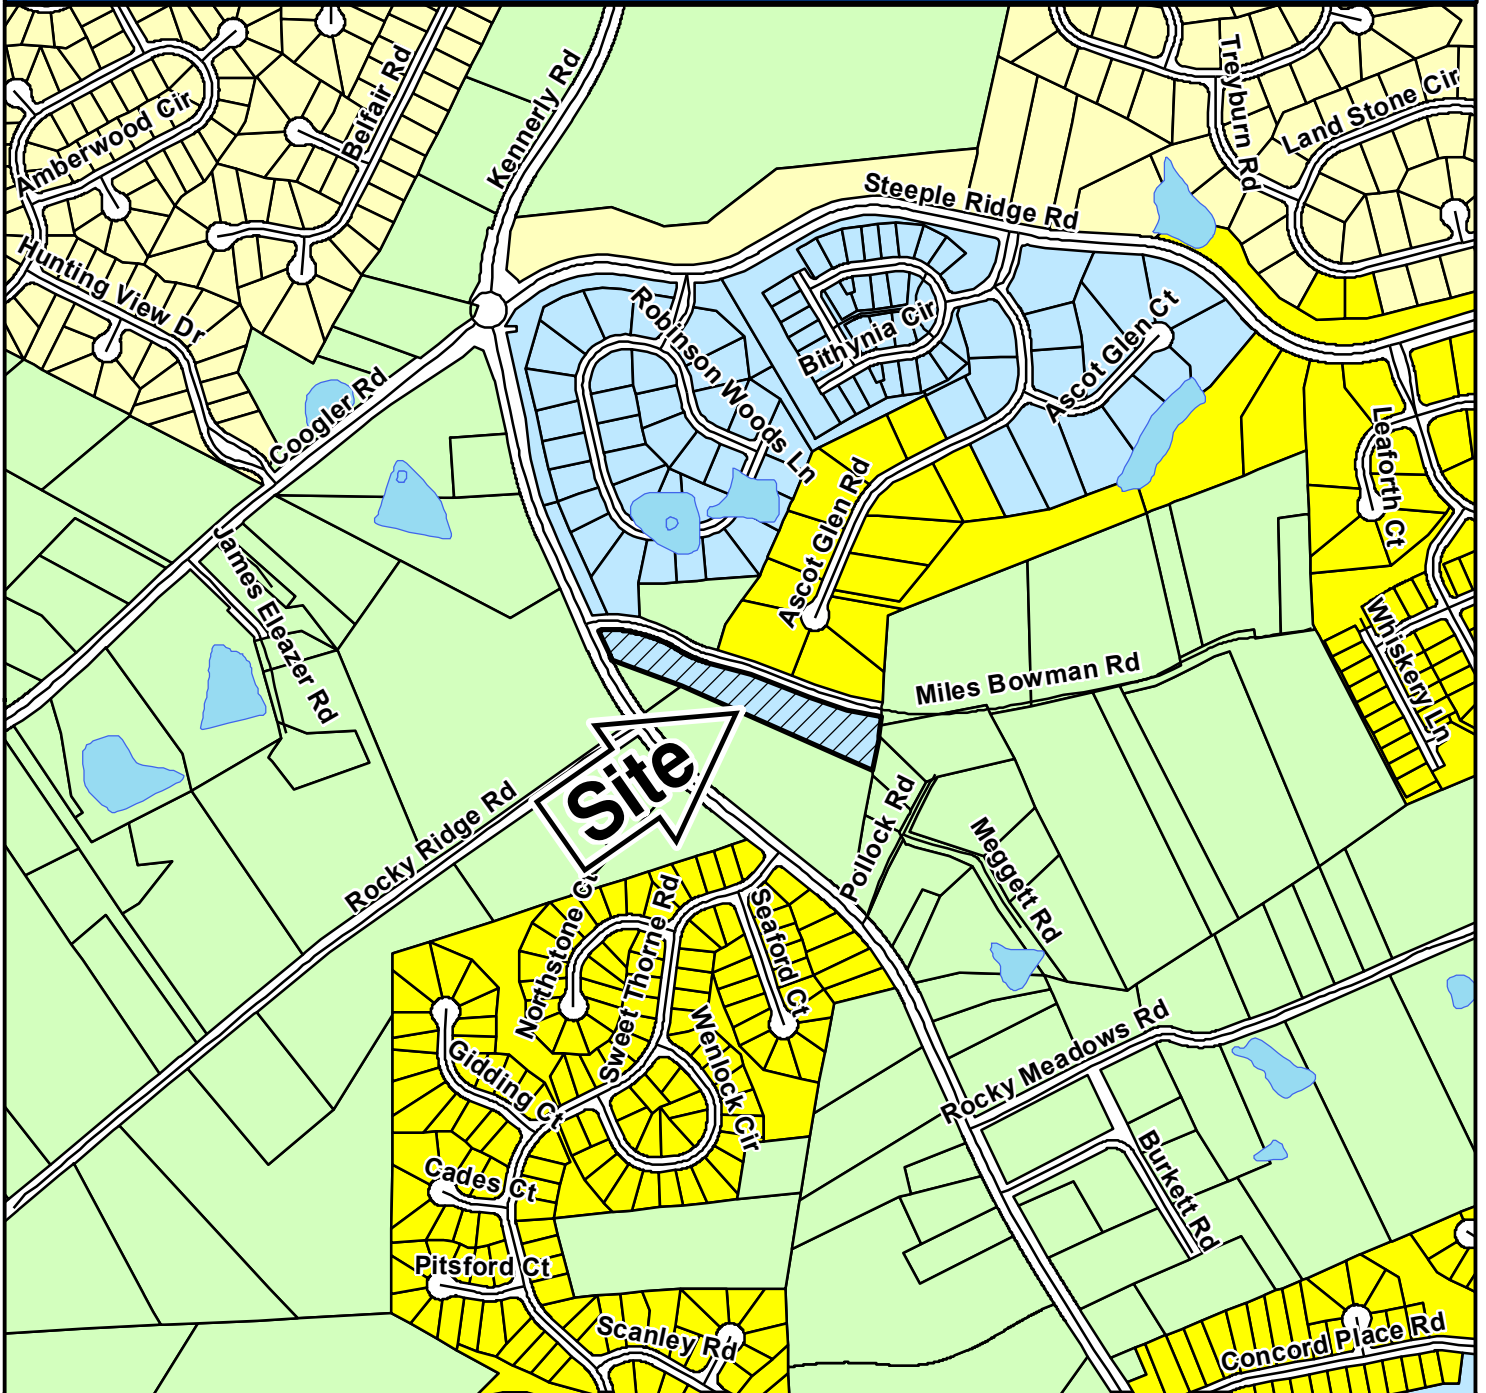 Kennerly Rd
Belfair Rd
Treyburn Rd
Land Stone Cir
Amberwood Cir
Steeple Ridge Rd
Hunting View Dr
Robinson Woods Ln
Bithynia Cir
Ascot Glen Ct
Coogler Rd
Leaforth Ct
Ascot Glen Rd
James Eleazer Rd
Whiskery Ln
Miles Bowman Rd
Site
Rocky Ridge Rd
Pollock Rd
Meggett Rd
Northstone Ct
Sweet Thorne Rd
Seaford Ct
Wenlock Cir
Gidding Ct
Rocky Meadows Rd
Cades Ct
Burkett Rd
Pitsford Ct
Scanley Rd
Concord Place Rd